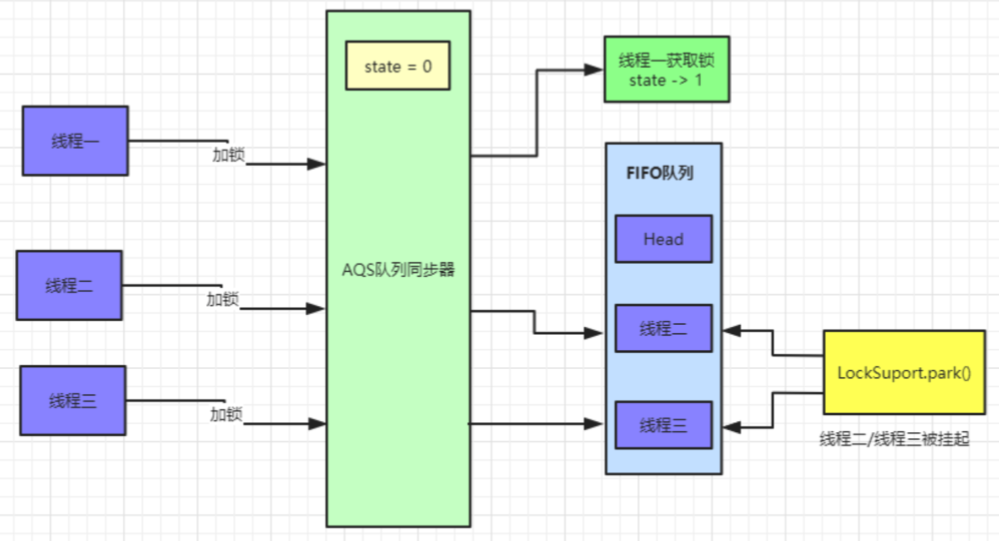 state = 0
线程一获取锁
state -> 1
线程一
加锁
FIFO队列
Head
AQS队列同步器
线程二
加锁
线程二
LockSuport.park()
线程三
加锁
线程三
线程二/线程三被挂起